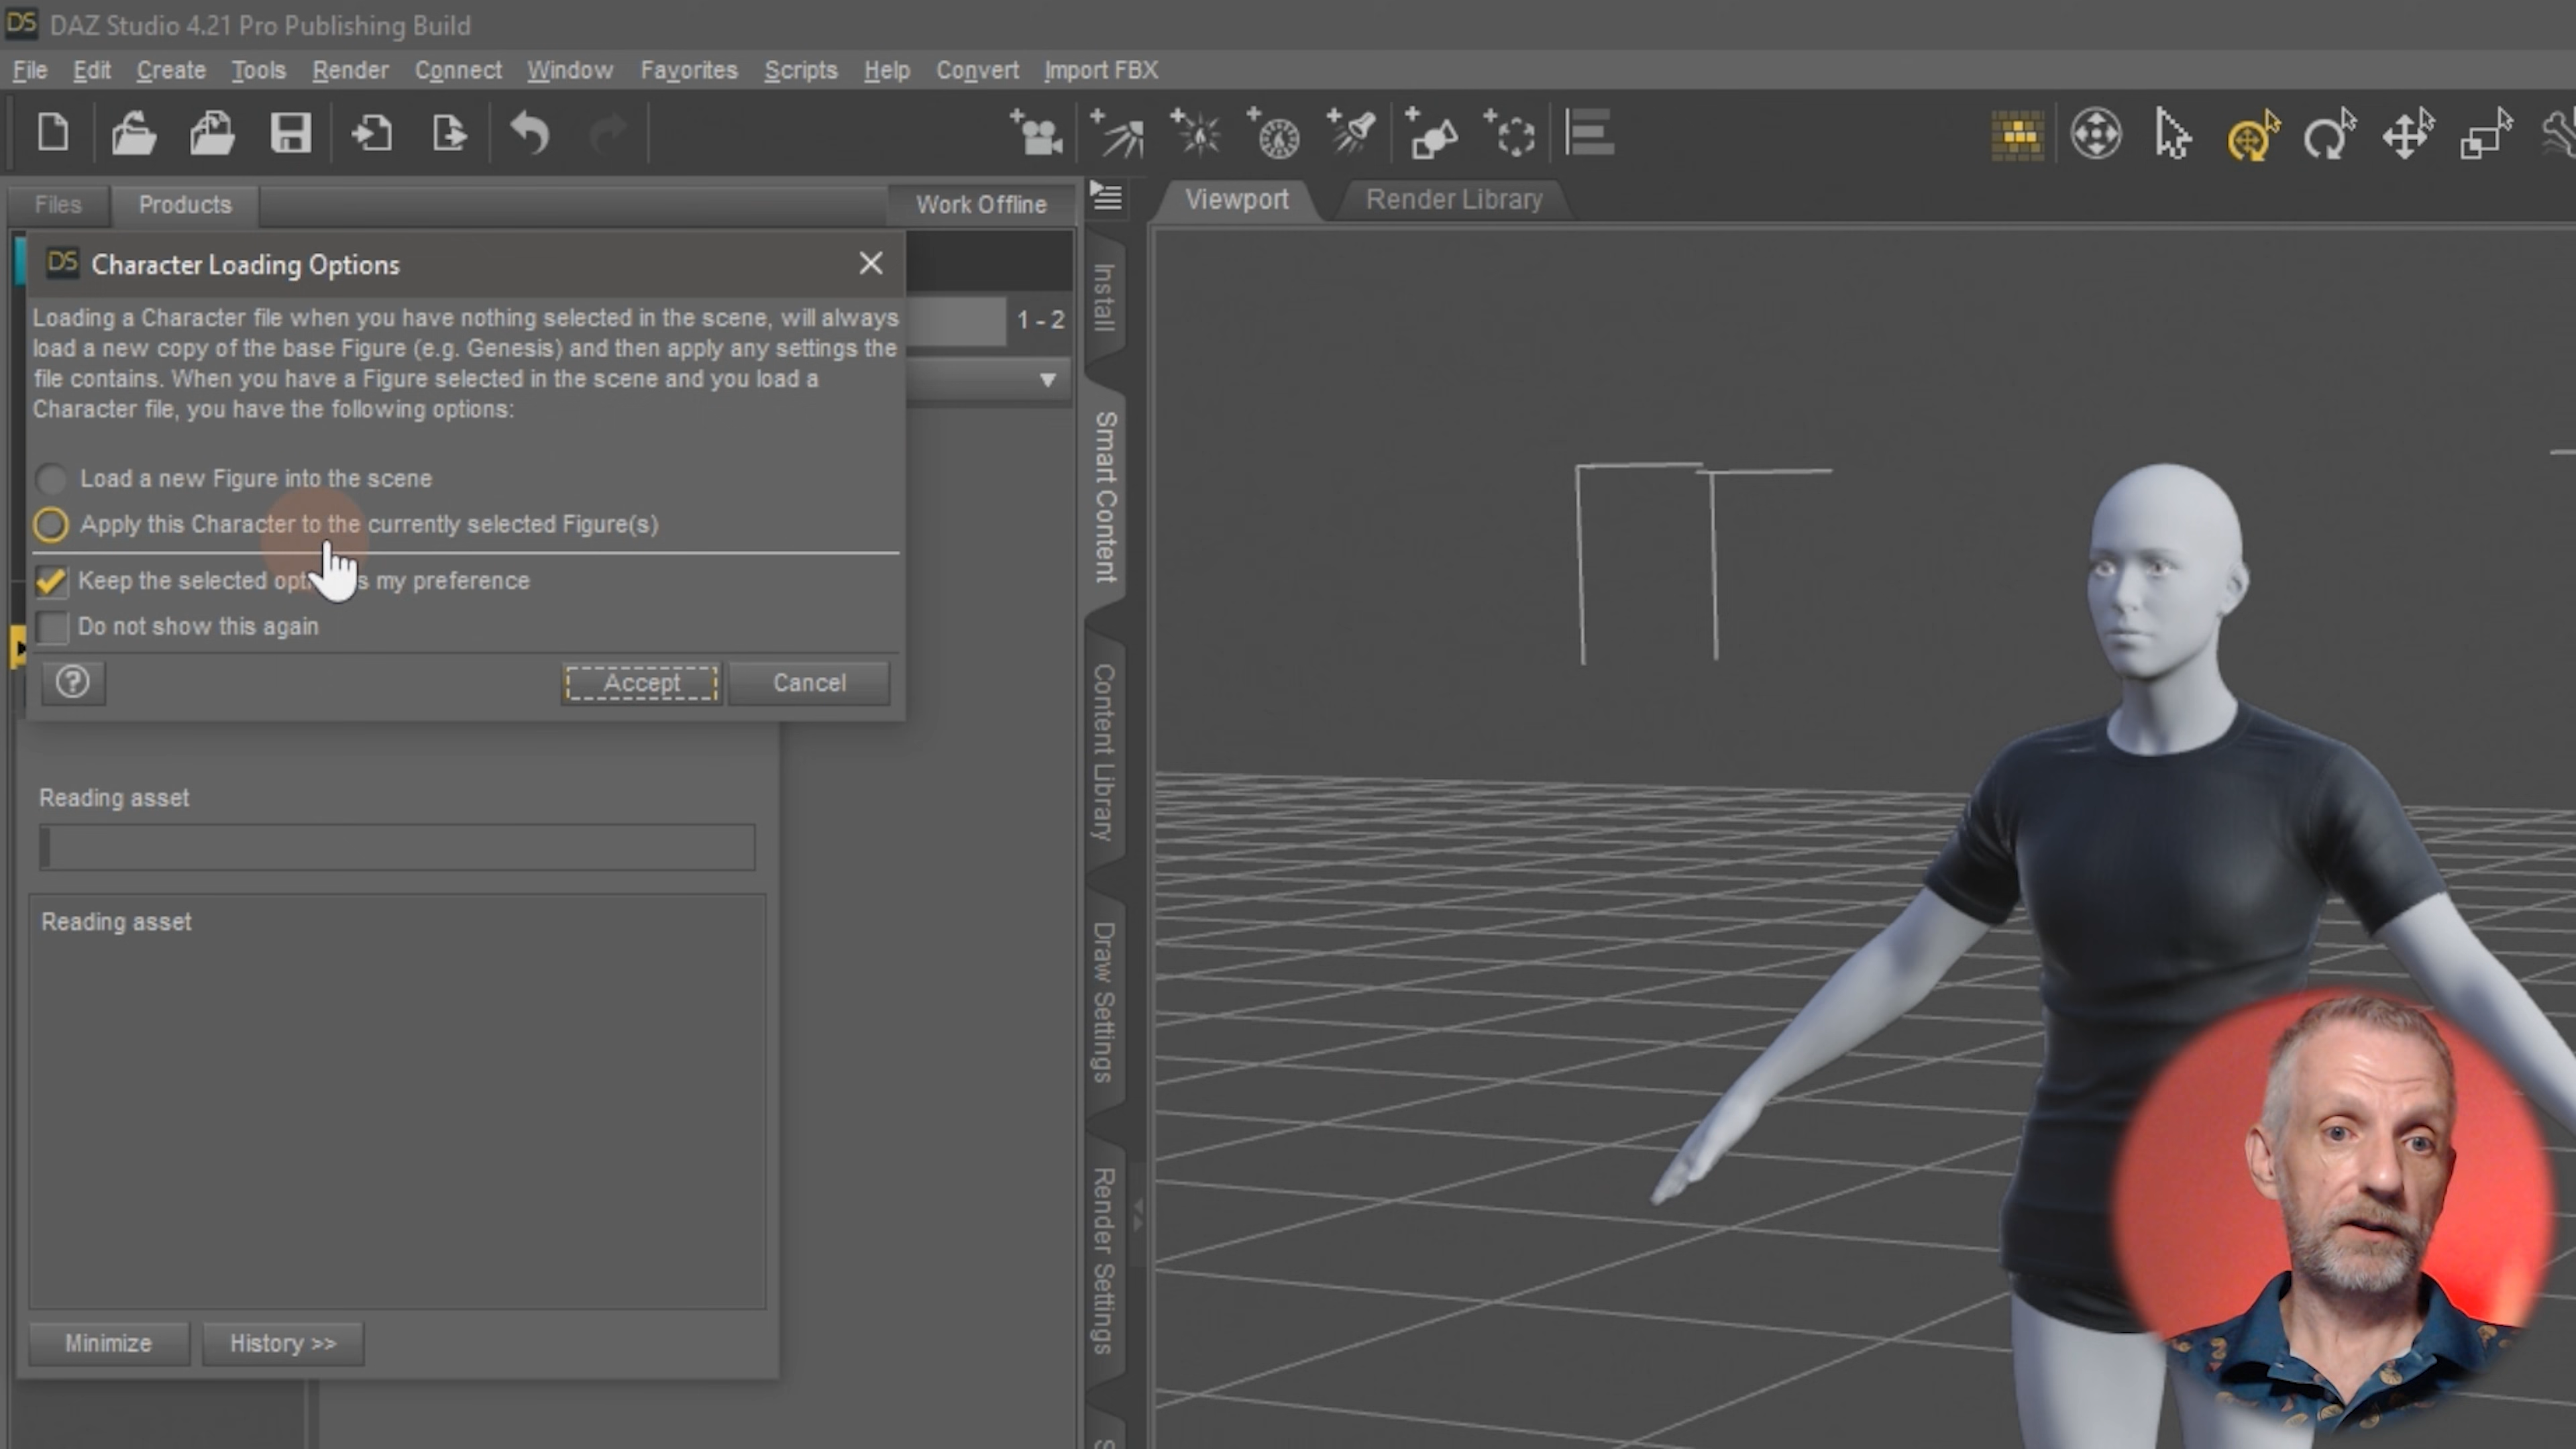 DS DAZ Studio 4.21 Pro Publishing Build
File Edit Create Tools Render Connect Window Favorites Scripts Help Convert Import FBX
Files Products Work Offline
Viewport Render Library
DS Character Loading Options
Loading a Character file when you have nothing selected in the scene, will always
load a new copy of the base Figure (e.g. Genesis) and then apply any settings the
file contains. When you have a Figure selected in the scene and you load a
Character file, you have the following options:
1 - 2
Load a new Figure into the scene
Apply this Character to the currently selected Figure(s)
Keep the selected my preference
Do not show this again
Accept Cancel
Reading asset
Reading asset
Minimize History >>
Install
Smart Content
Content Library
Draw Settings
Render Settings
S